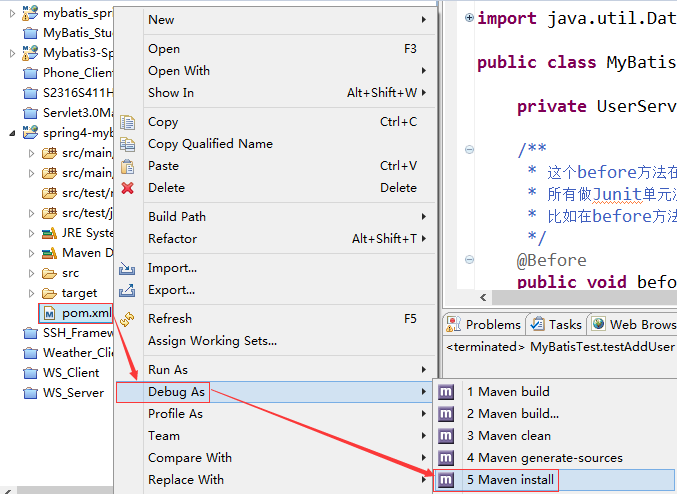 mybatis_spri
MyBatis_Stu
Mybatis3-Sp
Phone_Client
S2316S411H
Servlet3.0Ma
spring4-myb
src/main,
src/main,
src/test/r
src/test/j
JRE Syste
Maven D
src
target
pom.xml
SSH_Framew
Weather_Clie
WS_Client
WS_Server
New
Open F3
Open With
Show In Alt+Shift+W
Copy Ctrl+C
Copy Qualified Name
Paste Ctrl+V
Delete Delete
Build Path
Refactor Alt+Shift+T
Import...
Export...
Refresh F5
Assign Working Sets...
Run As
Debug As
Profile As
Team
Compare With
Replace With
import java.util.Dat
public class MyBatis
private UserServ
/**
* 这个before方法在
* 所有做Junit单元测
* 比如在before方法
*/
@Before
public void befor
Problems Tasks Web Brows
<terminated> MyBatisTest.testAddUser
1 Maven build
2 Maven build...
3 Maven clean
4 Maven generate-sources
5 Maven install